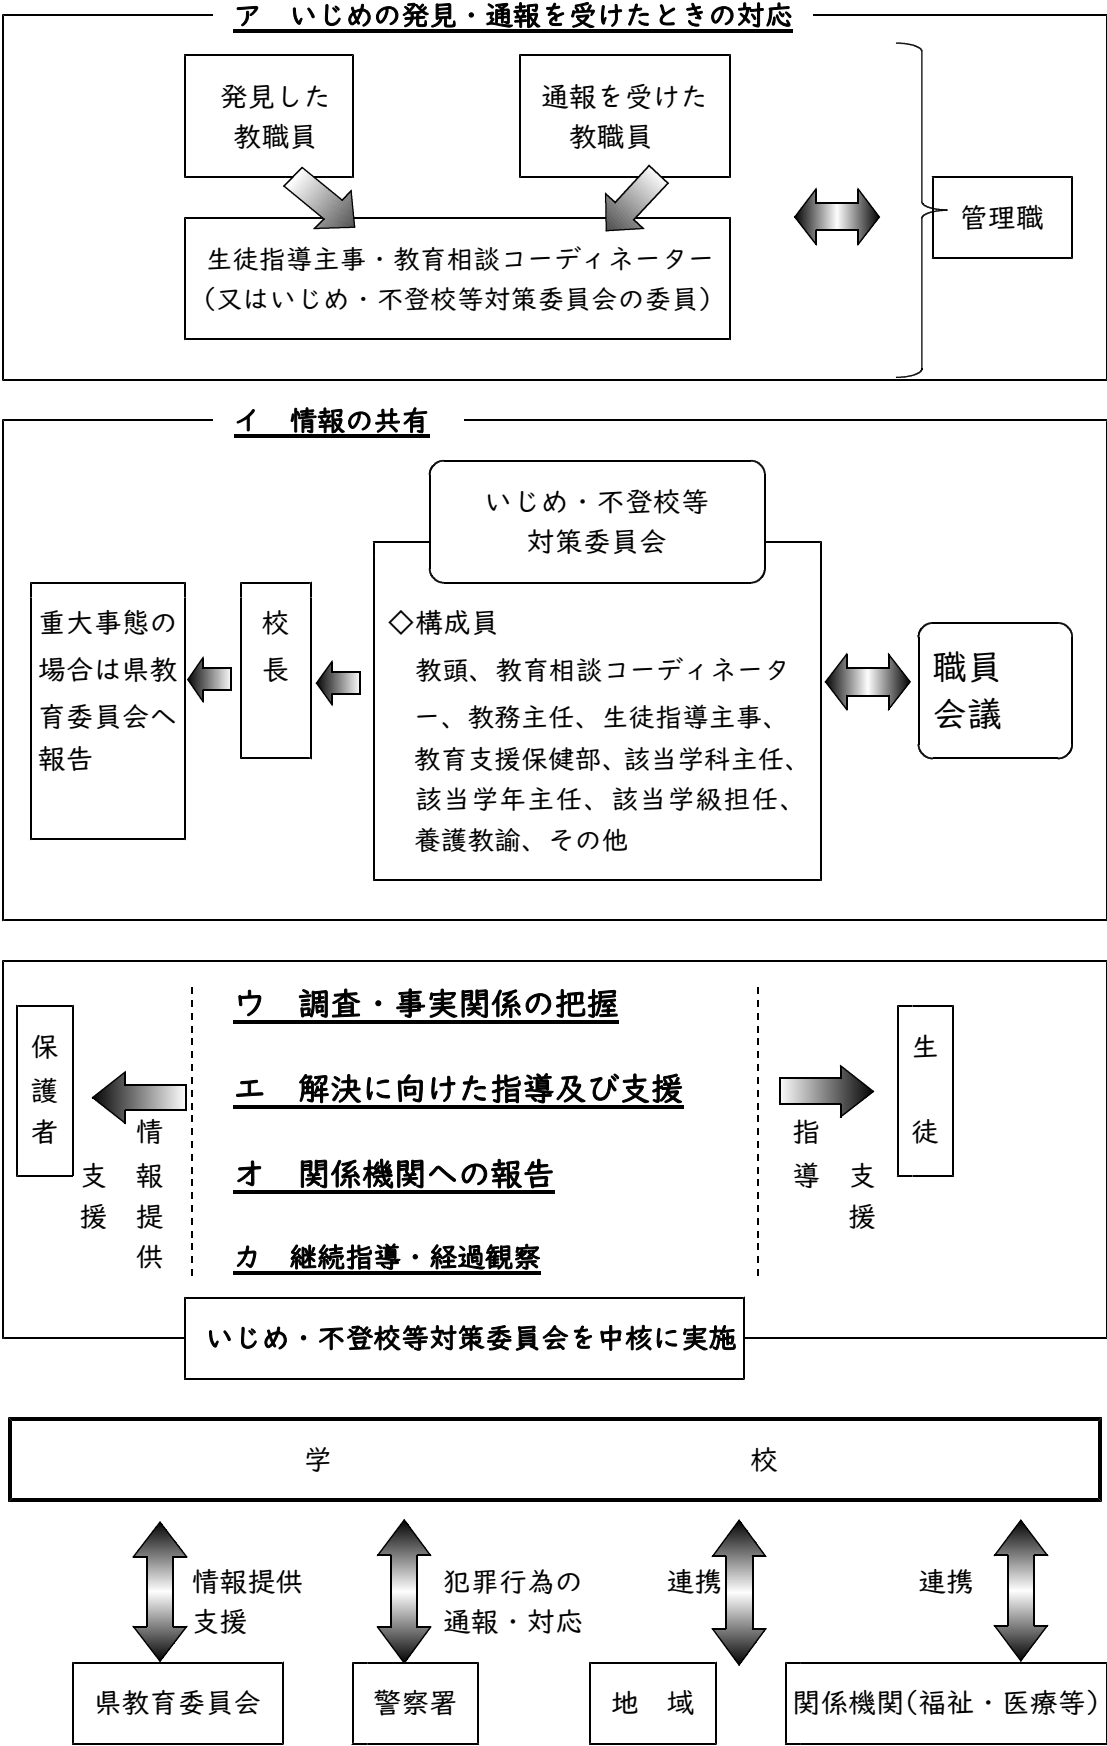 ア　いじめの発見・通報を受けたときの対応
発見した
教職員
通報を受けた
教職員
管理職
生徒指導主事・教育相談コーディネーター
（又はいじめ・不登校等対策委員会の委員）
イ　情報の共有
いじめ・不登校等
対策委員会
重大事態の
場合は県教
育委員会へ
報告
校長
◇構成員
教頭、教育相談コーディネータ
ー、教務主任、生徒指導主事、
教育支援保健部、該当学科主任、
該当学年主任、該当学級担任、
養護教諭、その他
職員
会議
ウ　調査・事実関係の把握
エ　解決に向けた指導及び支援
オ　関係機関への報告
カ　継続指導・経過観察
保護者
情報提供
支援
指導
支援
生徒
いじめ・不登校等対策委員会を中核に実施
学　校
情報提供
支援
犯罪行為の
通報・対応
連携
連携
県教育委員会
警察署
地　域
関係機関(福祉・医療等)